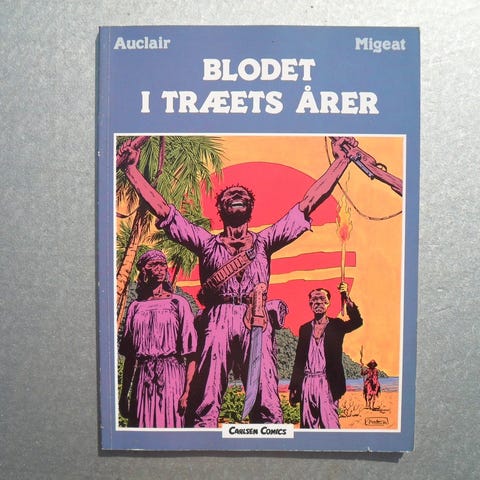 Auclair Migeat
BLODET
I TRÆETS ÅRER
CARLSEN COMICS